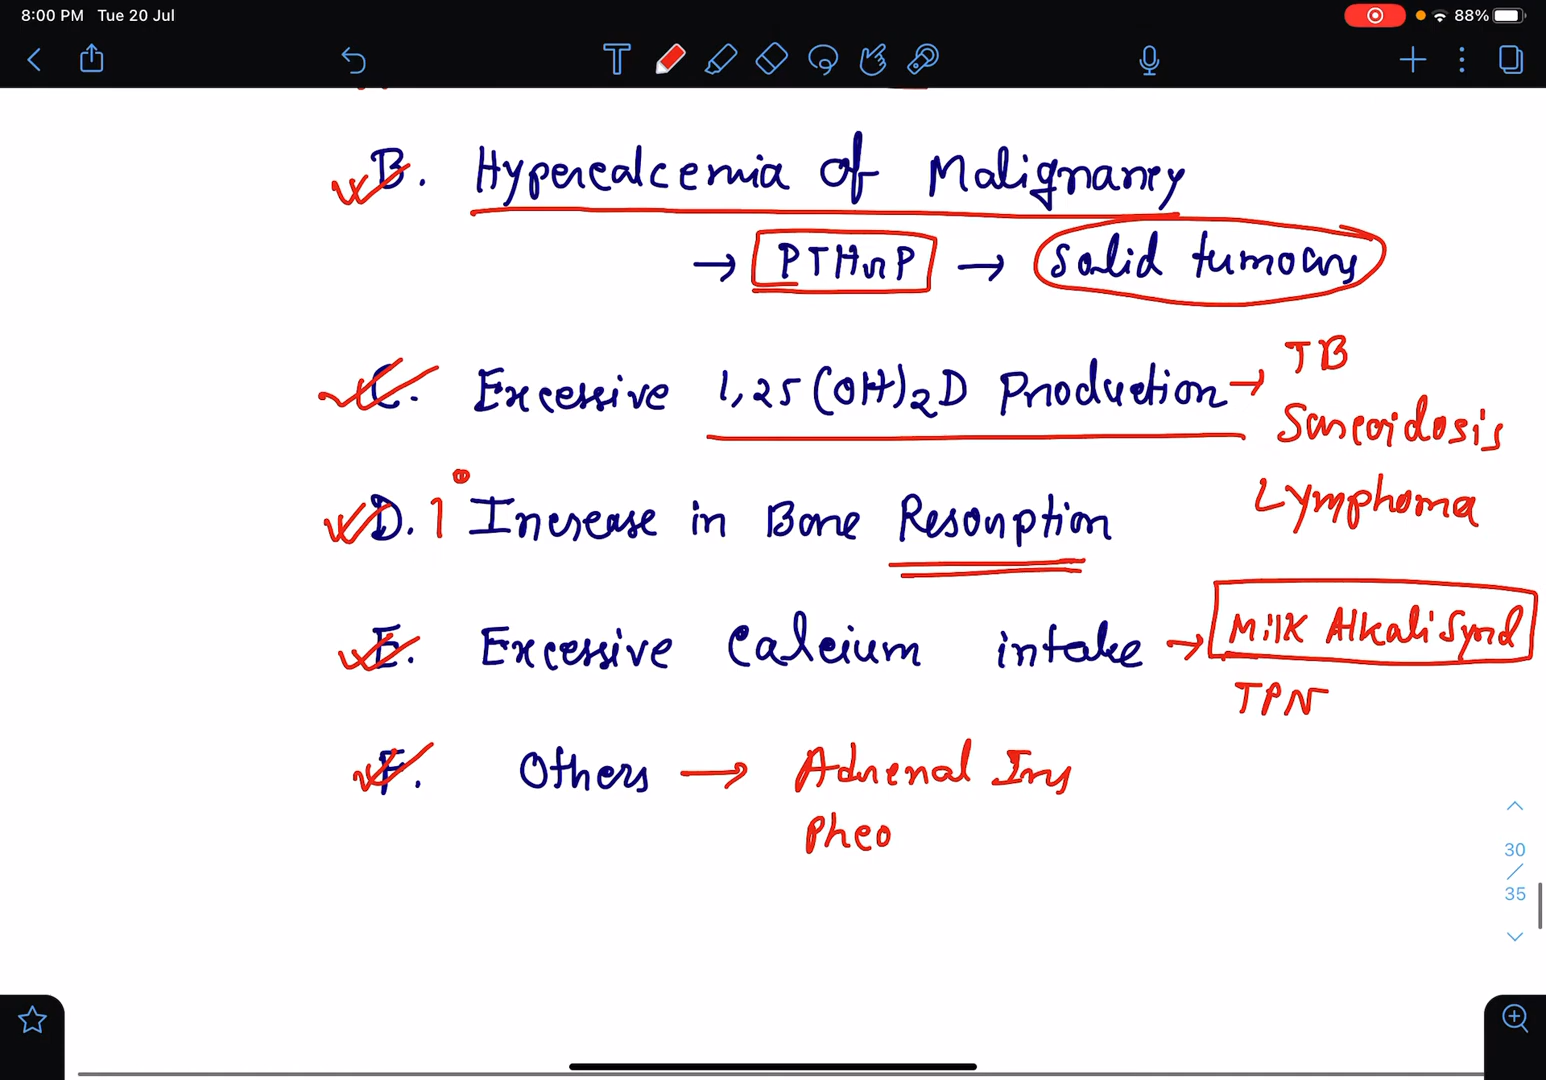 8:00 PM Tue 20 Jul 88%
B. Hypercalcemia of Malignancy
→ PTHrP → Solid tumours
C. Excessive 1,25(OH)₂D Production → TB
Sarcoidosis
Lymphoma
D. 1° Increase in Bone Resorption
E. Excessive Calcium intake → Milk Alkali Synd
TPN
F. Others → Adrenal Ins
Pheo
30
/
35